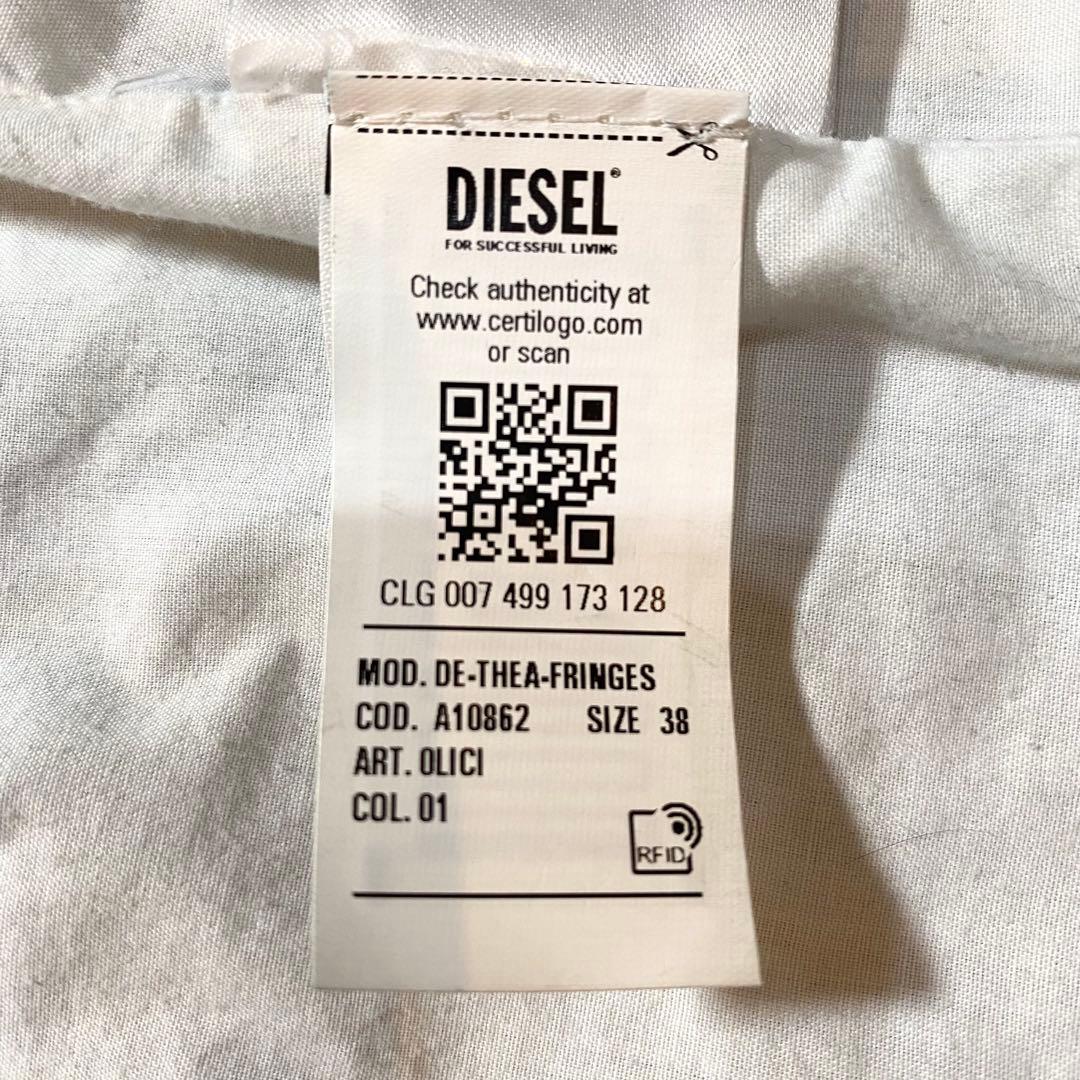 DIESEL®
FOR SUCCESSFUL LIVING
Check authenticity at
www.certilogo.com
or scan
CLG 007 499 173 128
MOD. DE-THEA-FRINGES
COD. A10862 SIZE 38
ART. OLICI
COL. 01
RFID